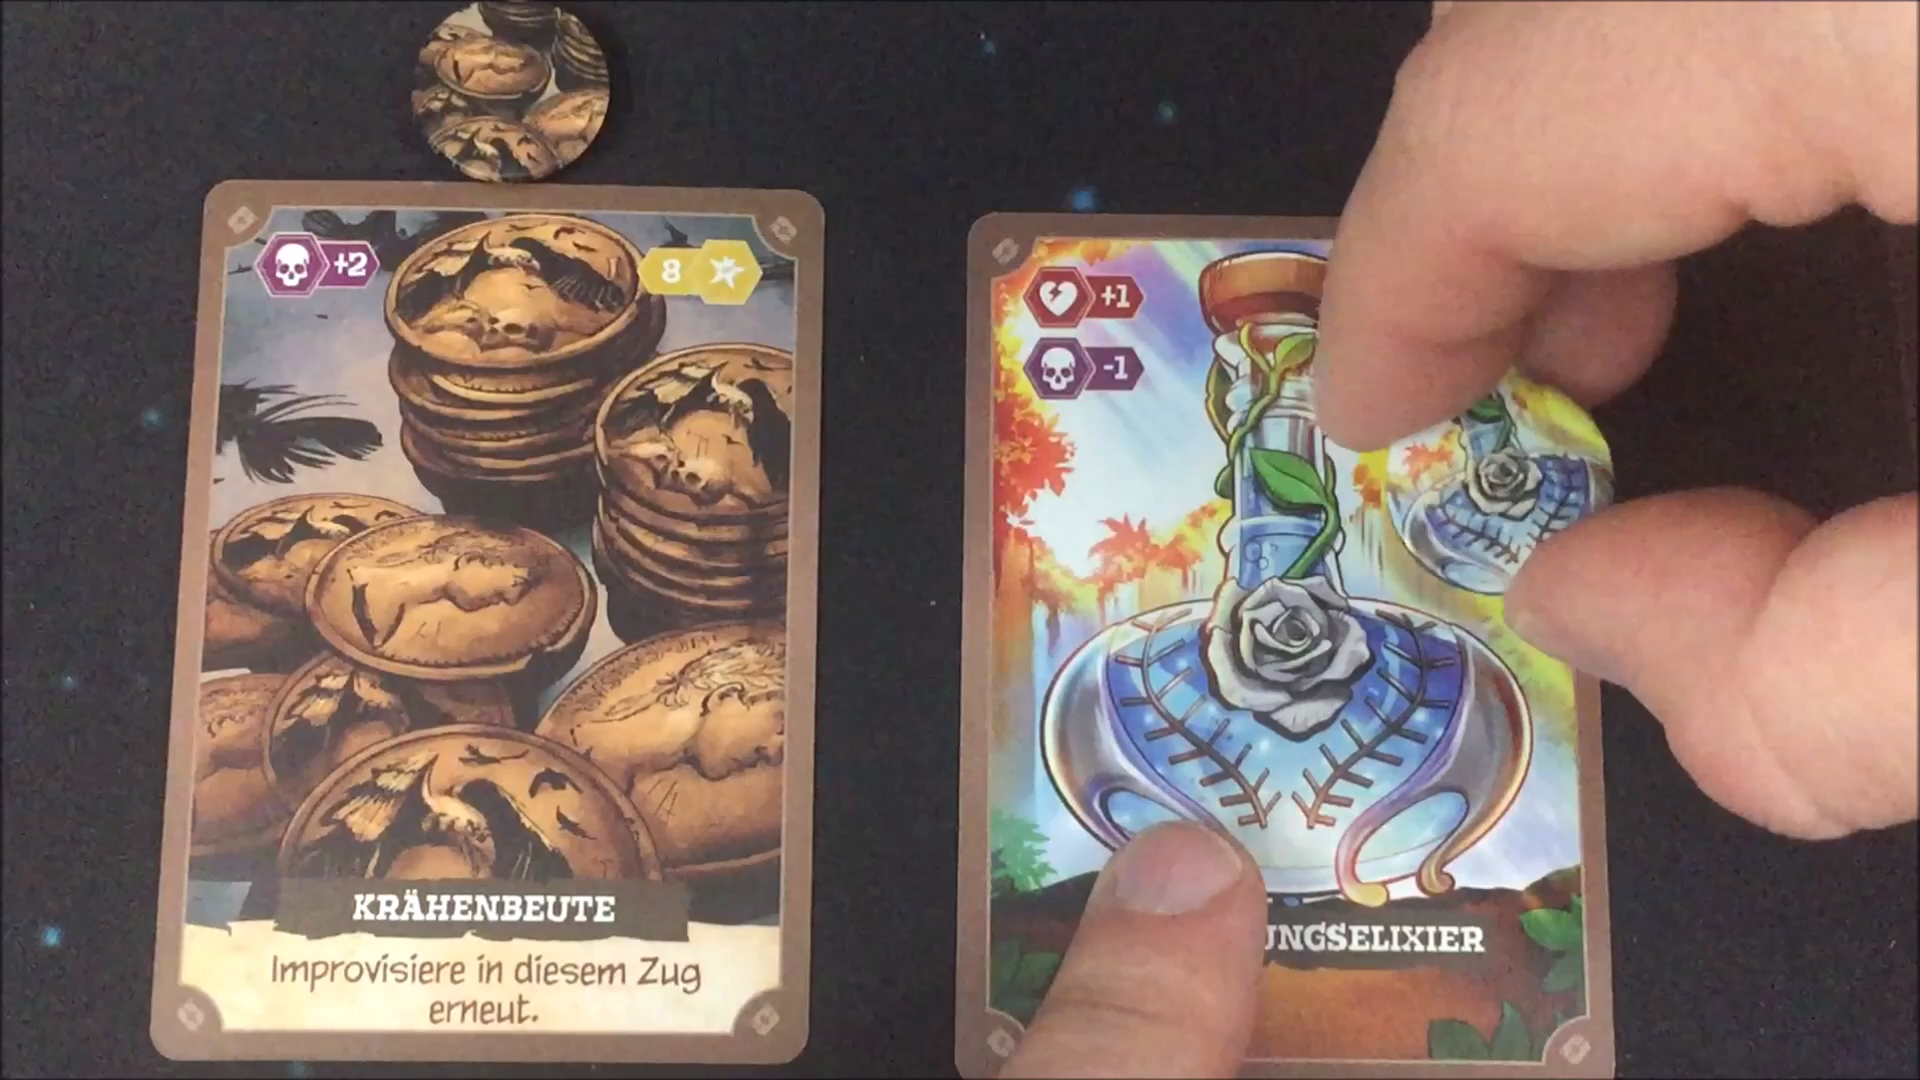 +2
8
KRÄHENBEUTE
Improvisiere in diesem Zug
erneut.
+1
-1
UNGSELIXIER